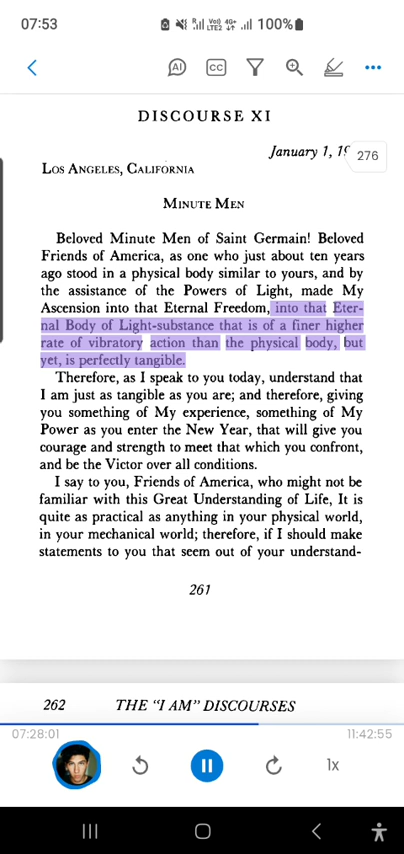 07:53
100%
AI
CC
DISCOURSE XI
January 1, 19
276
LOS ANGELES, CALIFORNIA
MINUTE MEN
Beloved Minute Men of Saint Germain! Beloved
Friends of America, as one who just about ten years
ago stood in a physical body similar to yours, and by
the assistance of the Powers of Light, made My
Ascension into that Eternal Freedom, into that Eter-
nal Body of Light-substance that is of a finer higher
rate of vibratory action than the physical body, but
yet, is perfectly tangible.
Therefore, as I speak to you today, understand that
I am just as tangible as you are; and therefore, giving
you something of My experience, something of My
Power as you enter the New Year, that will give you
courage and strength to meet that which you confront,
and be the Victor over all conditions.
I say to you, Friends of America, who might not be
familiar with this Great Understanding of Life, It is
quite as practical as anything in your physical world,
in your mechanical world; therefore, if I should make
statements to you that seem out of your understand-
261
262 THE "I AM" DISCOURSES
07:28:01
11:42:55
1x